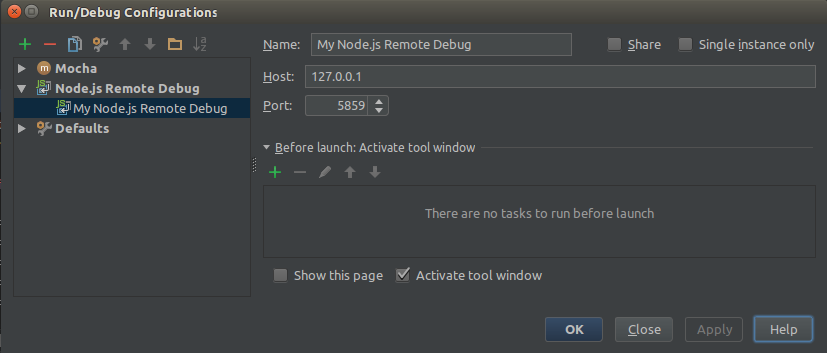 Run/Debug Configurations
Name: My Node.js Remote Debug Share Single instance only
Mocha
Host: 127.0.0.1
Node.js Remote Debug
My Node.js Remote Debug
Port: 5859
Defaults
Before launch: Activate tool window
There are no tasks to run before launch
Show this page Activate tool window
OK Close Apply Help